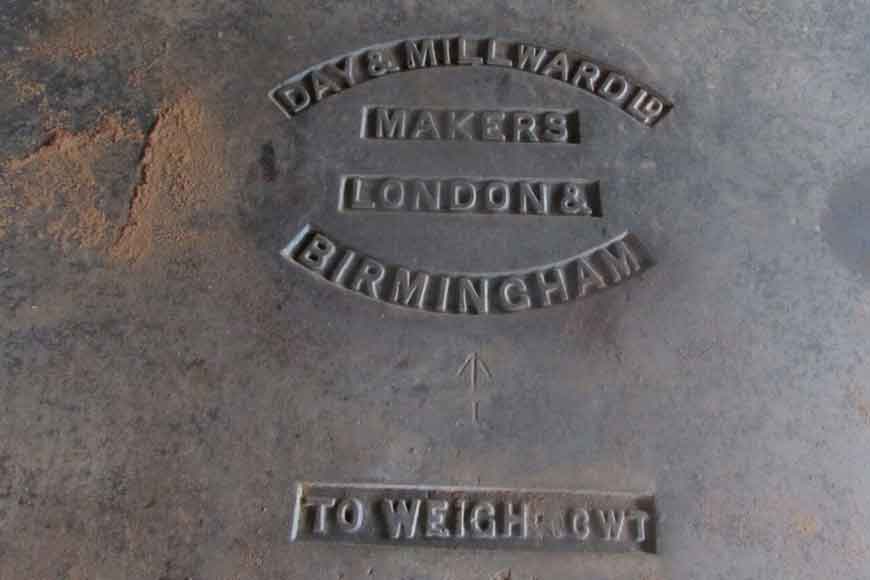 DAY & MILLWARD LD
MAKERS
LONDON &
BIRMINGHAM
TO WEIGH CWT